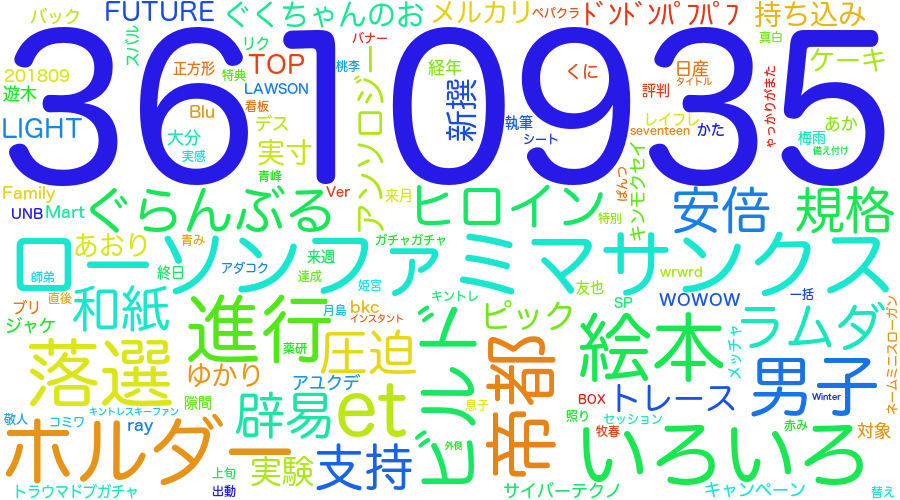 バック
FUTURE
ぐくちゃんのお
メルカリ
ベパクラ
ﾄﾞﾝﾄﾞﾝﾊﾟﾌﾊﾟﾌ
持ち込み
スバル
リク
バナー
真白
3610935
201809
正方形
特典
TOP
桃李
経年
くに
日産
タイトル
ケーキ
遊木
Blu
LAWSON
看板
評判
やっかりがまた
LIGHT
大分
デス
アンソロジー
新撰
執筆
シート
レイフレ
seventeen
かた
梅雨
あか
備え付け
実感
実寸
青峰
キンモクセイ
ぱんつ
Family
UNB
Mart
ぐらんぶる
Ver
来月
ヒロイン
特別
安倍
規格
あおり
青み
ガチャガチャ
ローソンファミマサンクス
師弟
終日
アダコク
来週
達成
姫宮
友也
wrwrd
直後
ブリ
ジャケ
和紙
進行
月島
bkc
インスタント
キントレ
ピック
SP
WOWOW
一括
ラムダ
メッチャ
ネームミニスローガン
薬研
圧迫
ビルド
帝都
絵本
男子
落選
ゆかり
アユクデ
トレース
Winter
隙間
辟易
et
息子
BOX
照り
セッション
敬人
コミワ
キントレスキーファン
ray
牧春
赤み
対象
ホルダー
外側
いろいろ
上旬
実験
支持
トラウマドプガチャ
出動
サイバーテクノ
キャンペーン
替え